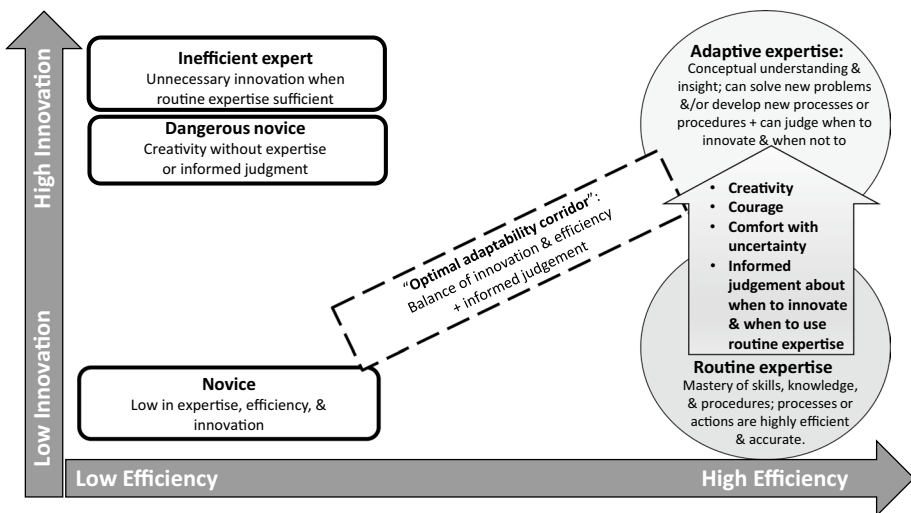 High Innovation
Low Innovation
Inefficient expert
Unnecessary innovation when
routine expertise sufficient
Dangerous novice
Creativity without expertise
or informed judgment
Novice
Low in expertise, efficiency, &
innovation
"Optimal adaptability corridor":
Balance of innovation & efficiency
+ informed judgement
Adaptive expertise:
Conceptual understanding &
insight; can solve new problems
&/or develop new processes or
procedures + can judge when to
innovate & when not to
• Creativity
• Courage
• Comfort with
uncertainty
• Informed
judgement about
when to innovate
& when to use
routine expertise
Routine expertise
Mastery of skills, knowledge,
& procedures; processes or
actions are highly efficient
& accurate.
Low Efficiency
High Efficiency